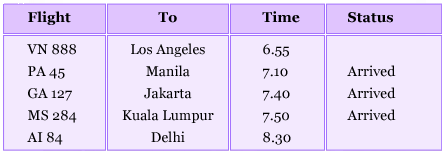 Flight To Time Status
VN 888 Los Angeles 6.55
PA 45 Manila 7.10 Arrived
GA 127 Jakarta 7.40 Arrived
MS 284 Kuala Lumpur 7.50 Arrived
AI 84 Delhi 8.30